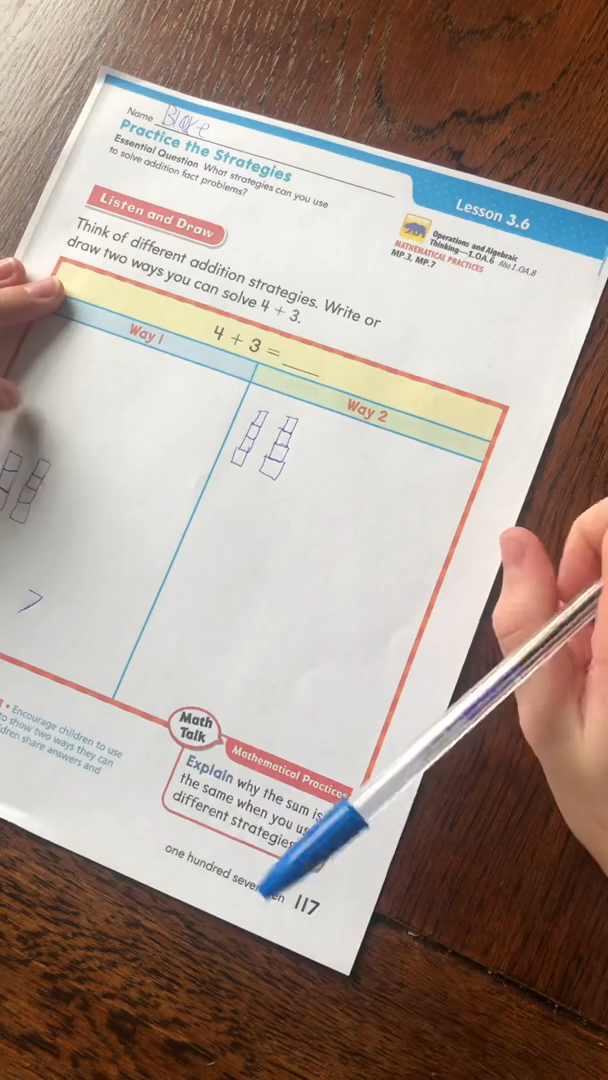 Name Blake
Practice the Strategies
Essential Question What strategies can you use
to solve addition fact problems?
Lesson 3.6
Operations and Algebraic
Thinking—1.OA.6 Also 1.OA.8
MATHEMATICAL PRACTICES
MP.3, MP.7
Listen and Draw
Think of different addition strategies. Write or
draw two ways you can solve 4 + 3.
4 + 3 = ___
Way 1
Way 2
7
• Encourage children to use
to show two ways they can
share answers and
Math
Talk
Mathematical Practices
Explain why the sum is
the same when you
different strategies
one hundred
117